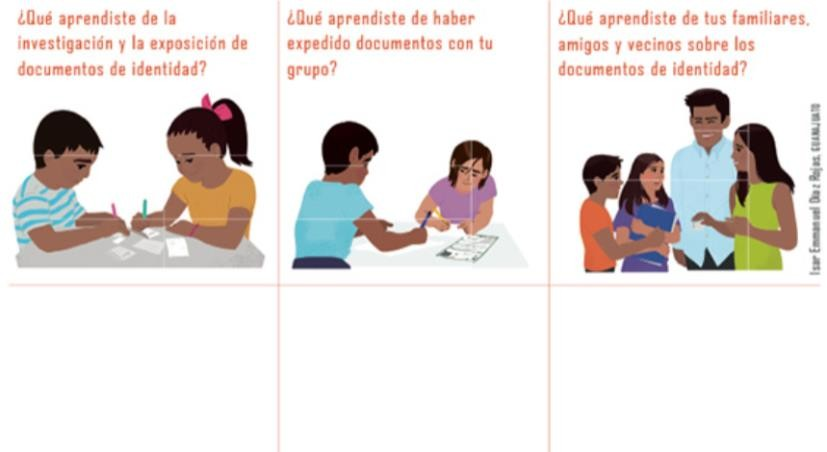 ¿Qué aprendiste de la
investigación y la exposición de
documentos de identidad?
¿Qué aprendiste de haber
expedido documentos con tu
grupo?
¿Qué aprendiste de tus familiares,
amigos y vecinos sobre los
documentos de identidad?
Isar Emmanuel Díaz Rojas, GUANAJUATO